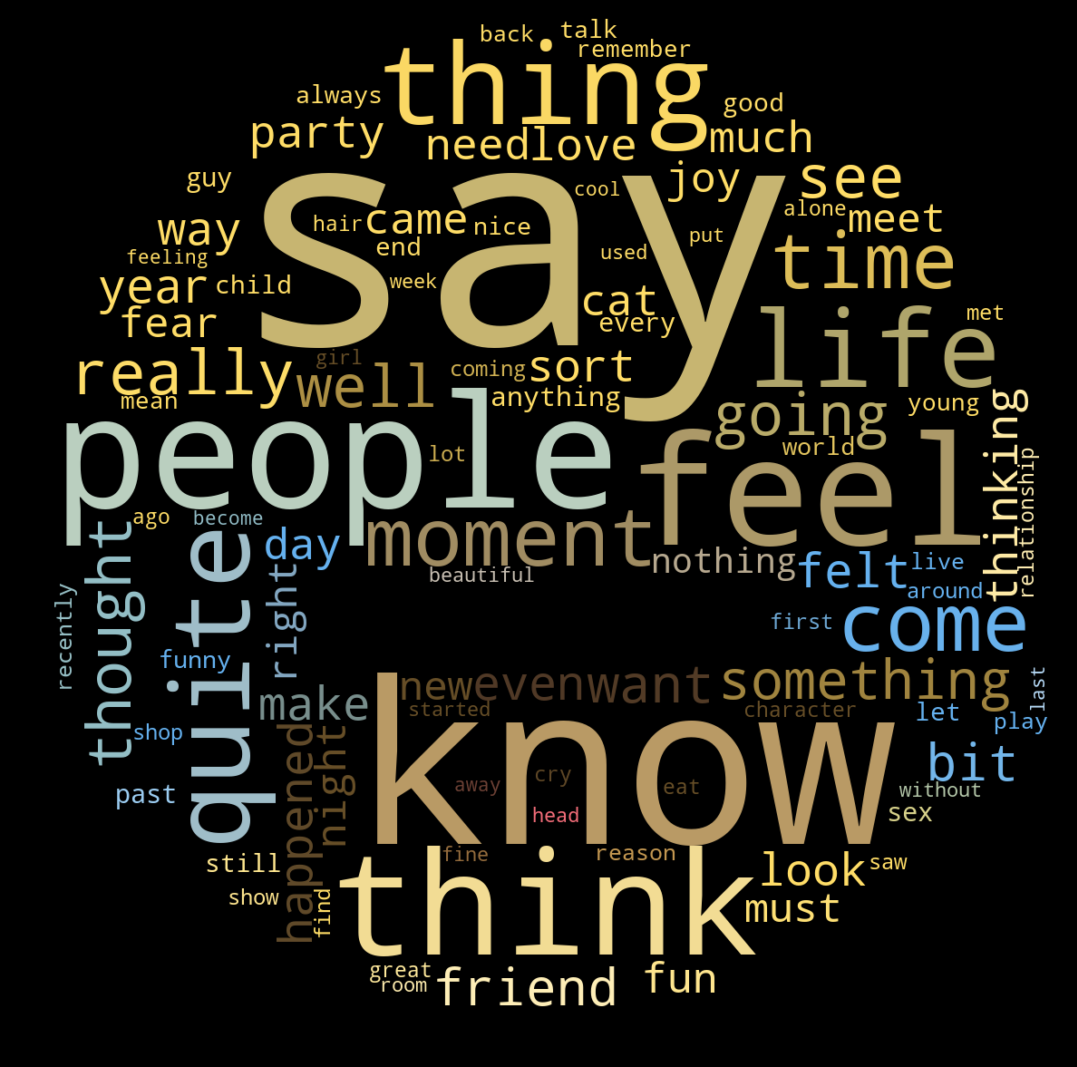 back
talk
thing
remember
always
good
party
needlove
much
guy
say
cool
joy
see
way
hair
came
nice
alone
meet
feeling
end
used
put
time
year
child
week
cat
every
fear
life
met
girl
coming
sort
really
well
mean
anything
going
young
people
lot
world
feel
thinking
relationship
ago
become
thought
quite
day
moment
nothing
felt
live
beautiful
around
recently
right
first
come
funny
make
new
evenwant
something
last
started
character
let
play
shop
know
bit
past
happened
night
away
cry
eat
without
head
sex
still
fine
reason
look
saw
think
show
find
must
great
room
friend
fun